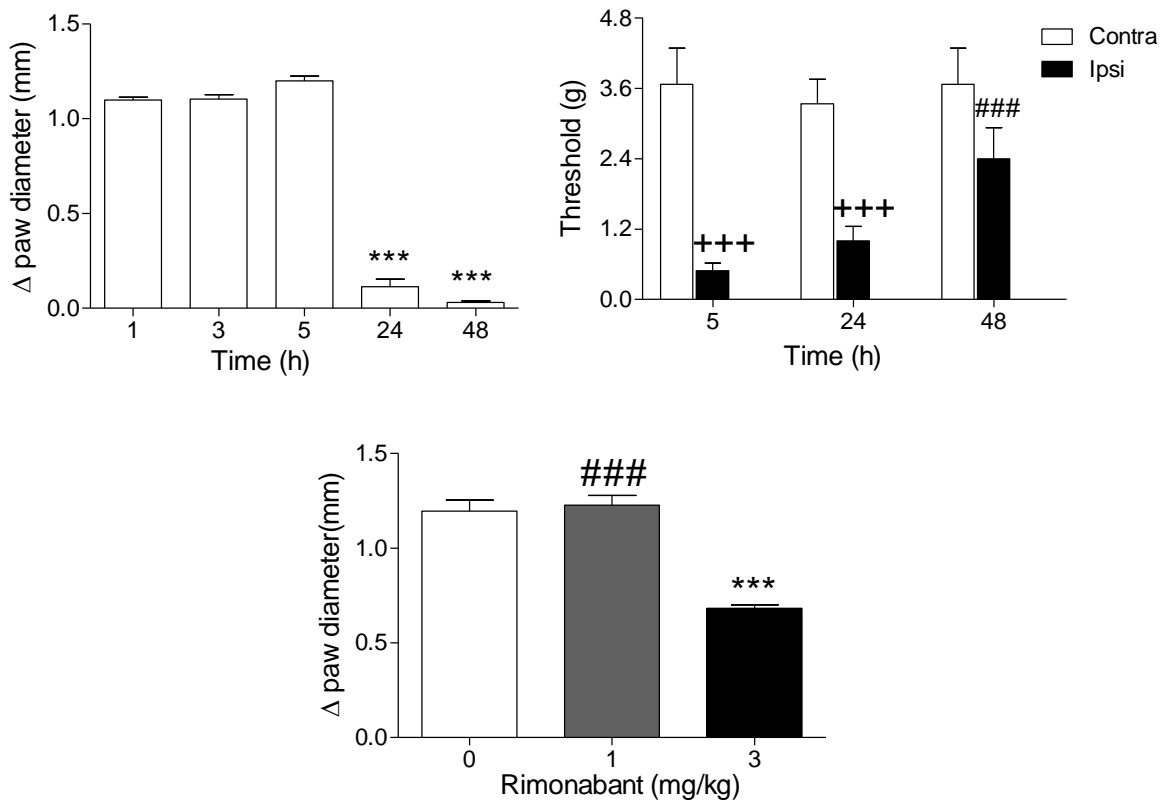 1.5
1.0
0.5
0.0
Δ paw diameter (mm)
***
***
1 3 5 24 48
Time (h)
4.8
3.6
2.4
1.2
0.0
Threshold (g)
Contra
Ipsi
+++
+++
###
5 24 48
Time (h)
1.5
1.0
0.5
0.0
Δ paw diameter(mm)
###
***
0 1 3
Rimonabant (mg/kg)